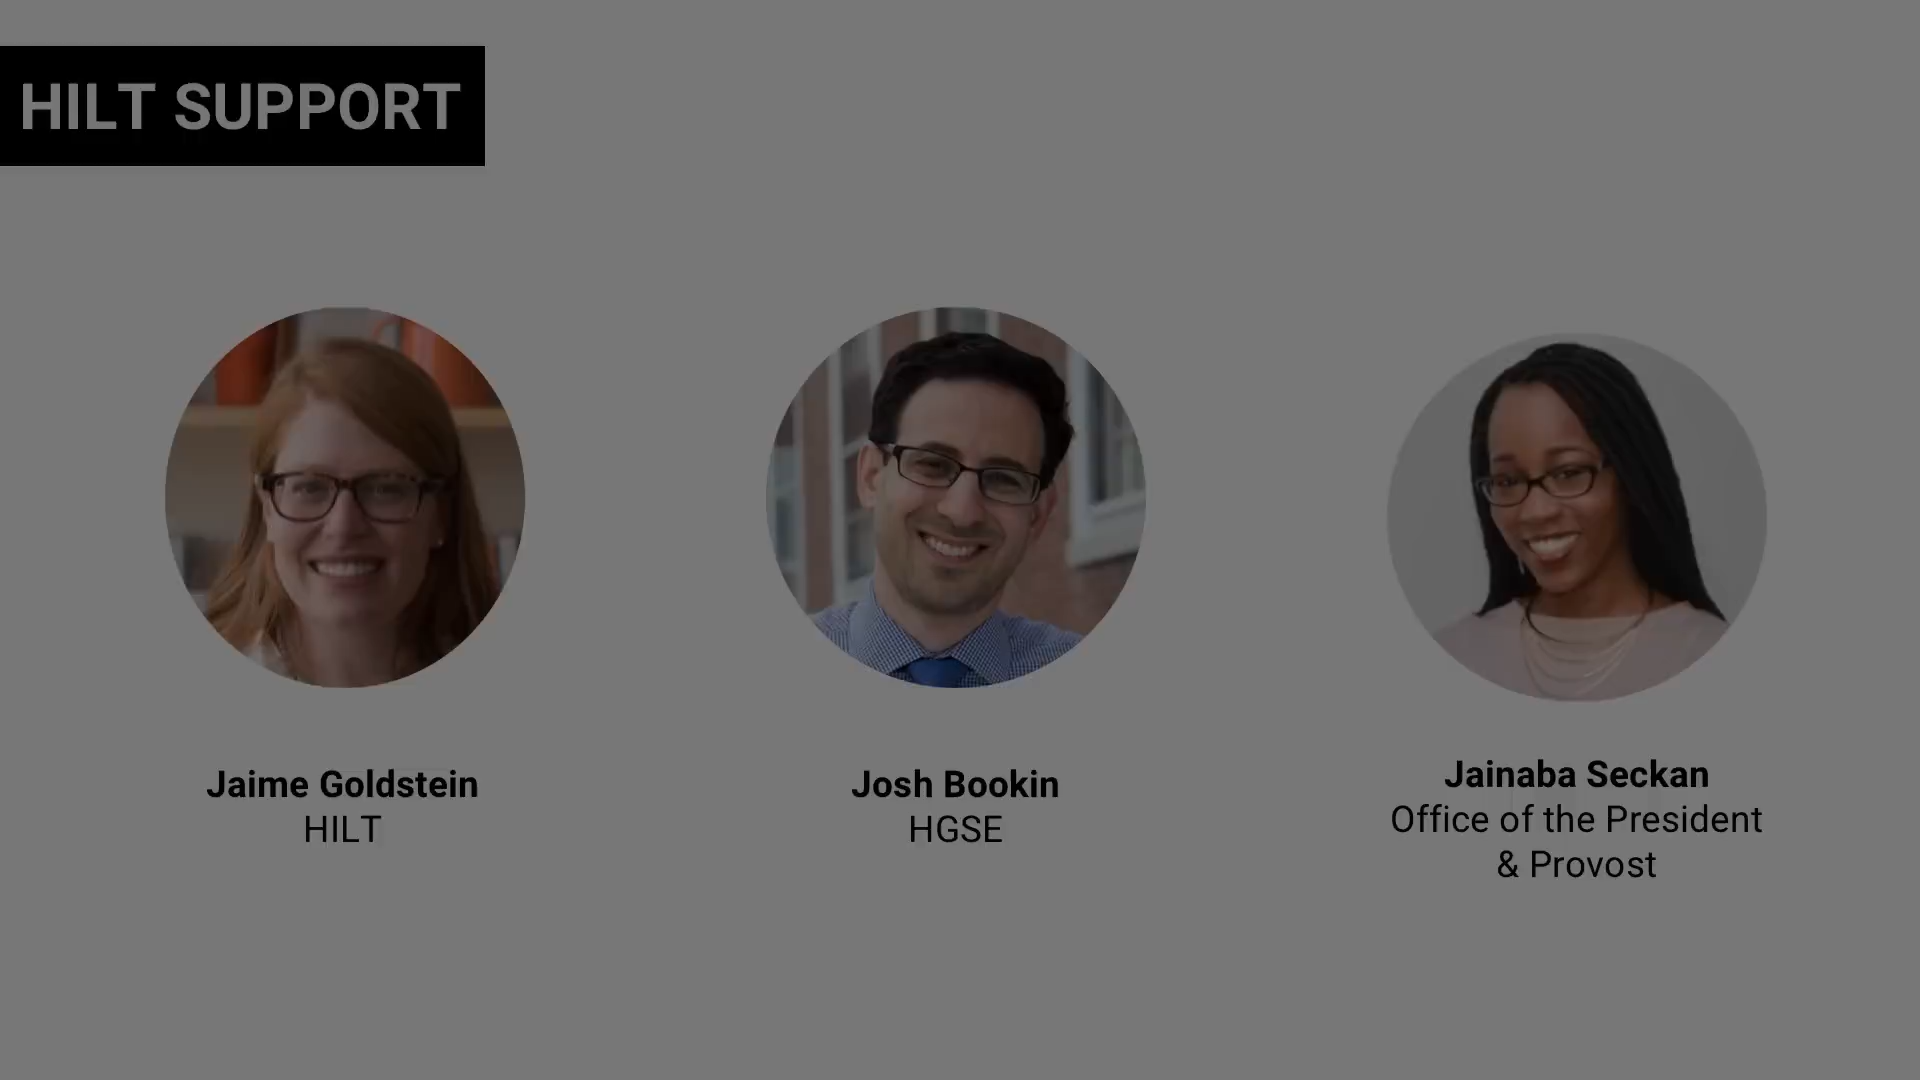 HILT SUPPORT
Jaime Goldstein
HILT
Josh Bookin
HGSE
Jainaba Seckan
Office of the President
& Provost